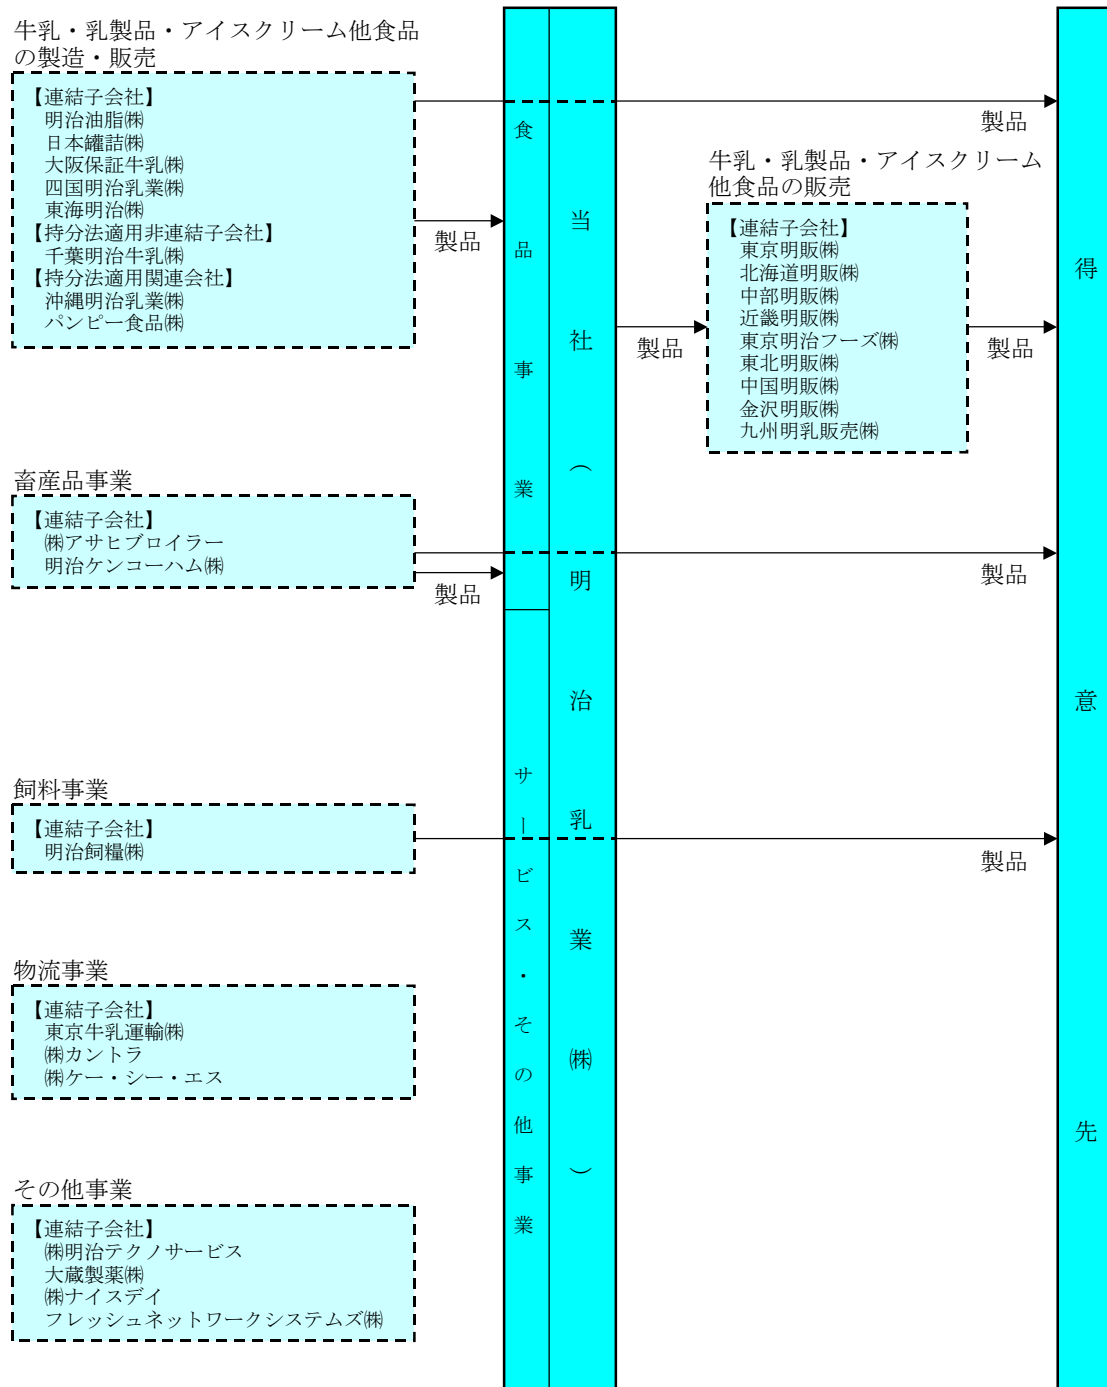 牛乳・乳製品・アイスクリーム他食品
の製造・販売
【連結子会社】
明治油脂㈱
日本罐詰㈱
大阪保証牛乳㈱
四国明治乳業㈱
東海明治㈱
【持分法適用非連結子会社】
千葉明治牛乳㈱
【持分法適用関連会社】
沖縄明治乳業㈱
パンピー食品㈱
製品
畜産品事業
【連結子会社】
㈱アサヒブロイラー
明治ケンコーハム㈱
製品
飼料事業
【連結子会社】
明治飼糧㈱
物流事業
【連結子会社】
東京牛乳運輸㈱
㈱カントラ
㈱ケー・シー・エス
その他事業
【連結子会社】
㈱明治テクノサービス
大蔵製薬㈱
㈱ナイスデイ
フレッシュネットワークシステムズ㈱
食品事業
サービス・その他事業
当社（明治乳業㈱）
製品
牛乳・乳製品・アイスクリーム
他食品の販売
【連結子会社】
東京明販㈱
北海道明販㈱
中部明販㈱
近畿明販㈱
東京明治フーズ㈱
東北明販㈱
中国明販㈱
金沢明販㈱
九州明乳販売㈱
製品
製品
製品
製品
得意先